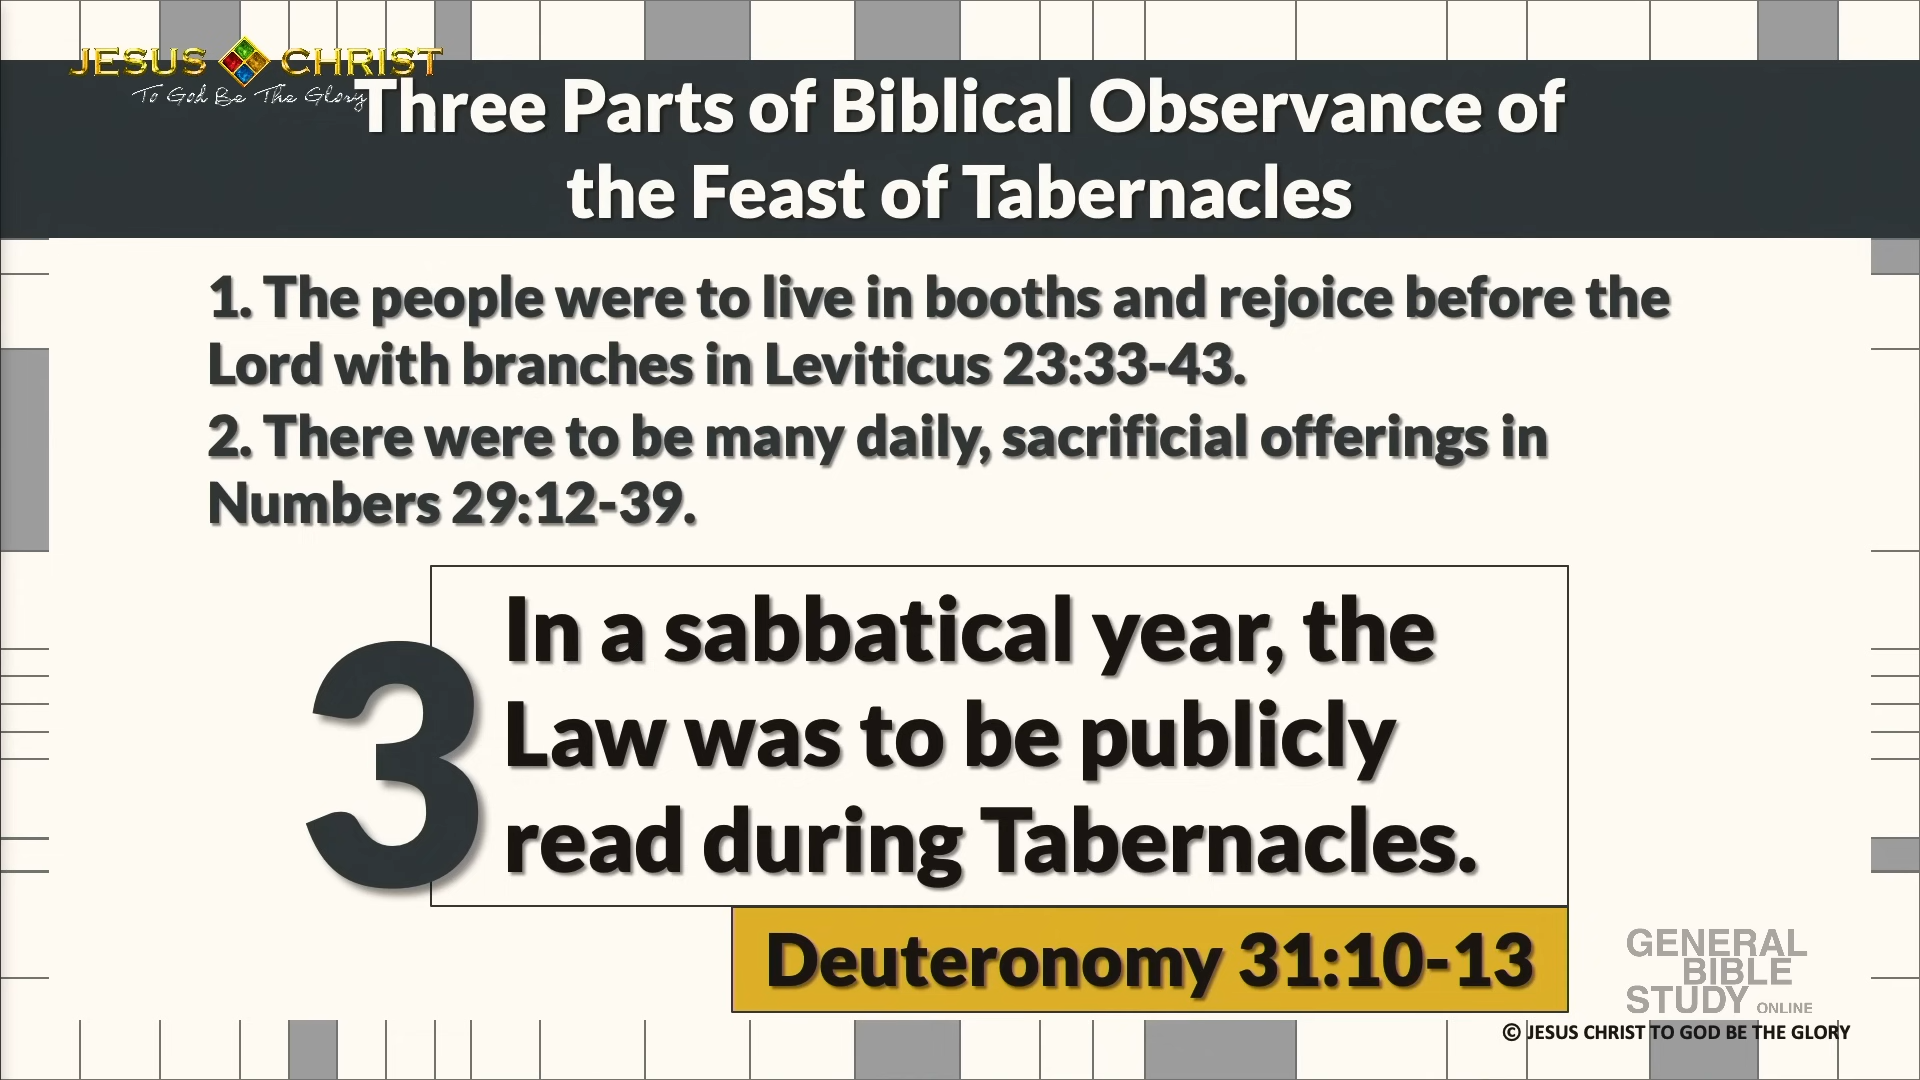 JESUS CHRIST
To God Be The Glory
Three Parts of Biblical Observance of
the Feast of Tabernacles
1. The people were to live in booths and rejoice before the
Lord with branches in Leviticus 23:33-43.
2. There were to be many daily, sacrificial offerings in
Numbers 29:12-39.
3
In a sabbatical year, the
Law was to be publicly
read during Tabernacles.
Deuteronomy 31:10-13
GENERAL
BIBLE
STUDY ONLINE
© JESUS CHRIST TO GOD BE THE GLORY